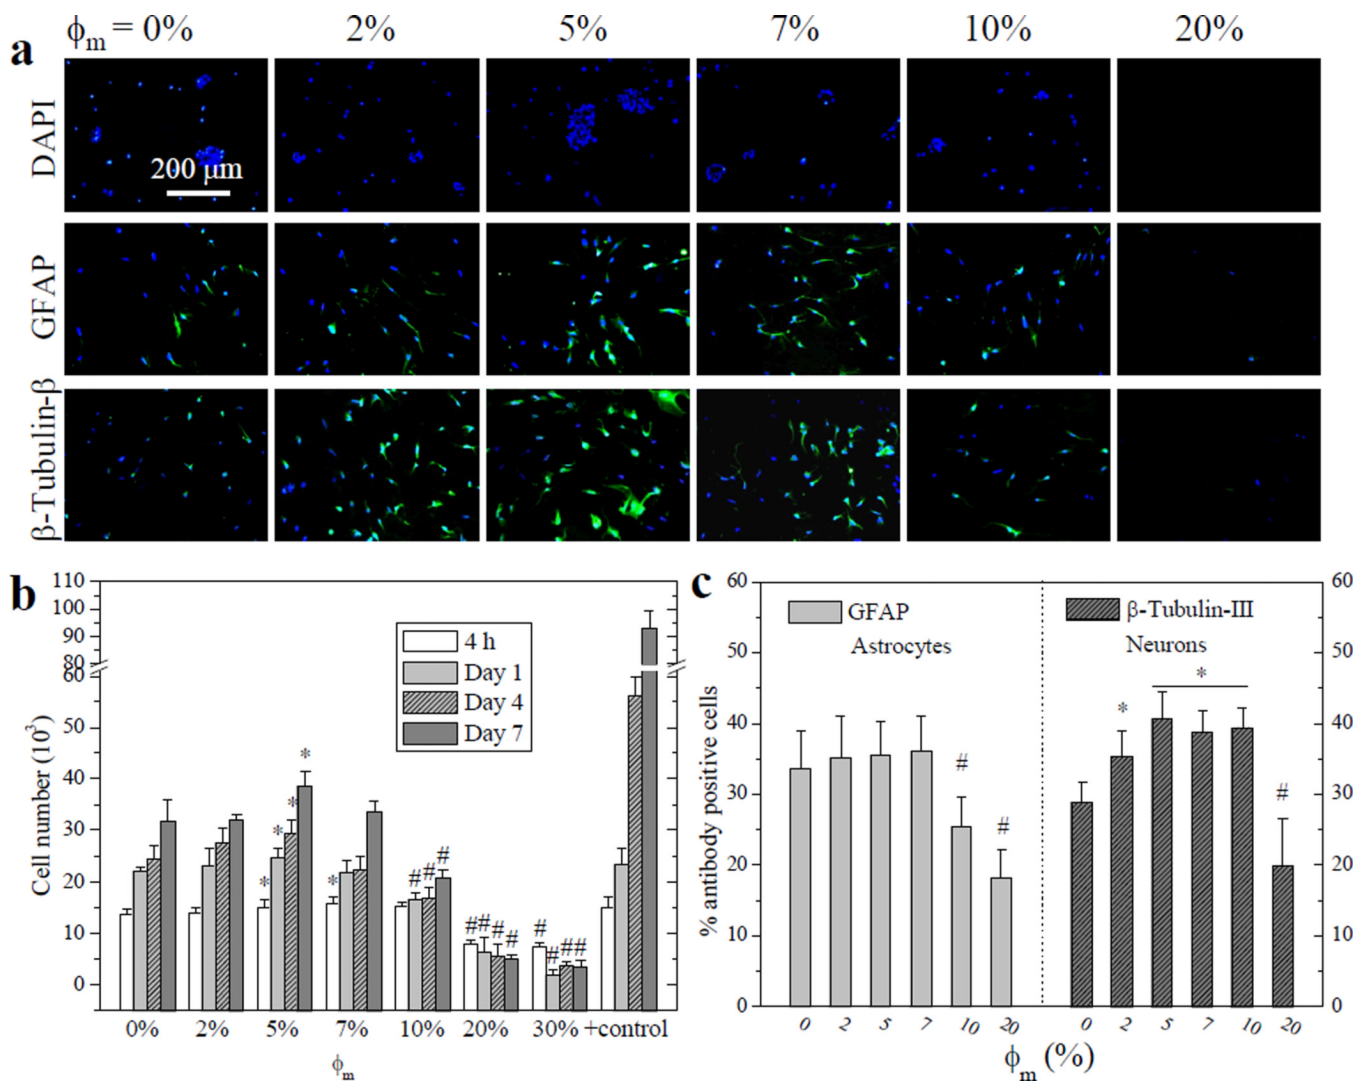 ϕm = 0% 2% 5% 7% 10% 20%
a
DAPI
200 μm
GFAP
β-Tubulin-β
b
110
100
90
80
60
50
40
30
20
10
0
Cell number (10³)
4 h
Day 1
Day 4
Day 7
* * * *
*
# # # #
# # # #
# # # #
0% 2% 5% 7% 10% 20% 30% +control
ϕm
c
60
50
40
30
20
10
0
% antibody positive cells
GFAP
Astrocytes
β-Tubulin-III
Neurons
# #
* * #
60
50
40
30
20
10
0
0 2 5 7 10 20 0 2 5 7 10 20
ϕm (%)